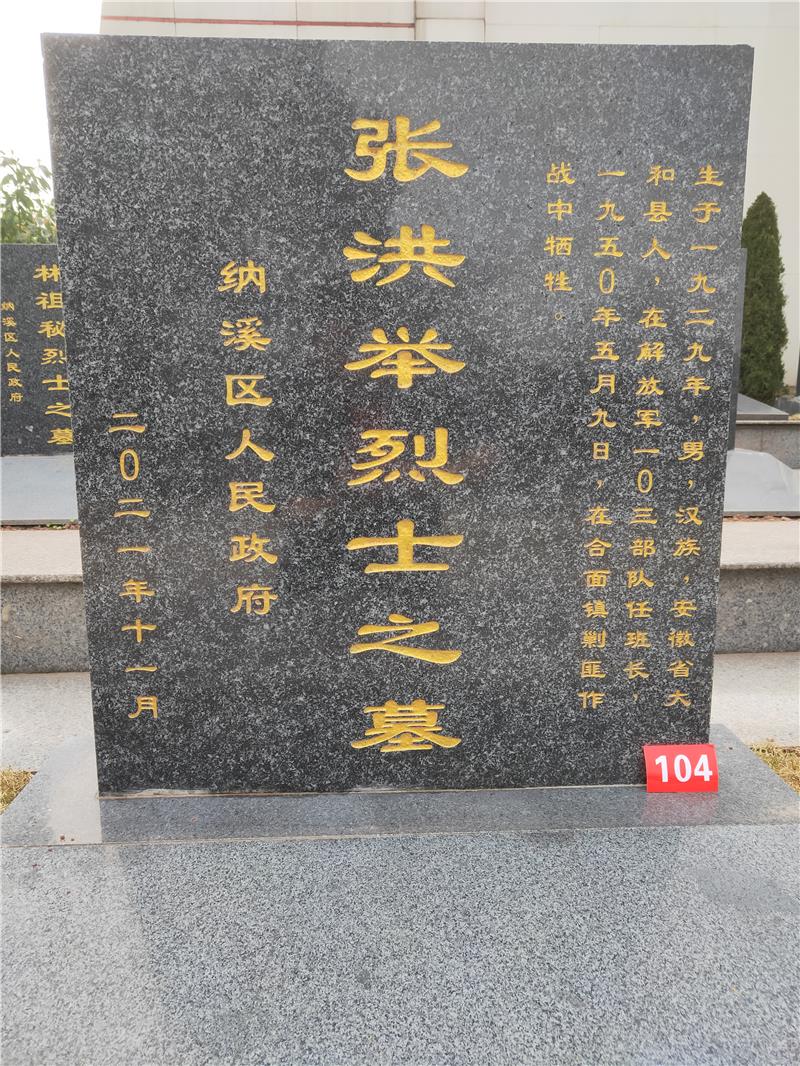 生于一九二九年，男，汉族，安徽省大
和县人，在解放军一0三部队任班长，
一九五0年五月九日，在合面镇剿匪作
战中牺牲。
张洪举烈士之墓
纳溪区人民政府
二0二一年十一月
104
林祖秘烈士之墓
纳溪区人民政府